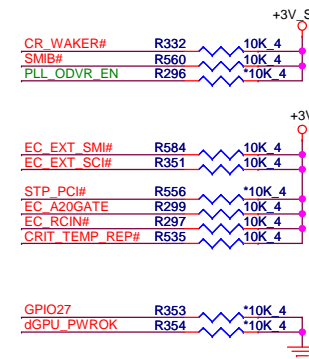 +3V_S
CR_WAKER# R332 10K_4
SMIB# R560 10K_4
PLL_ODVR_EN R296 *10K_4
+3V
EC_EXT_SMI# R584 10K_4
EC_EXT_SCI# R351 10K_4
STP_PCI# R556 *10K_4
EC_A20GATE R299 10K_4
EC_RCIN# R297 10K_4
CRIT_TEMP_REP# R535 10K_4
GPIO27 R353 *10K_4
dGPU_PWROK R354 *10K_4